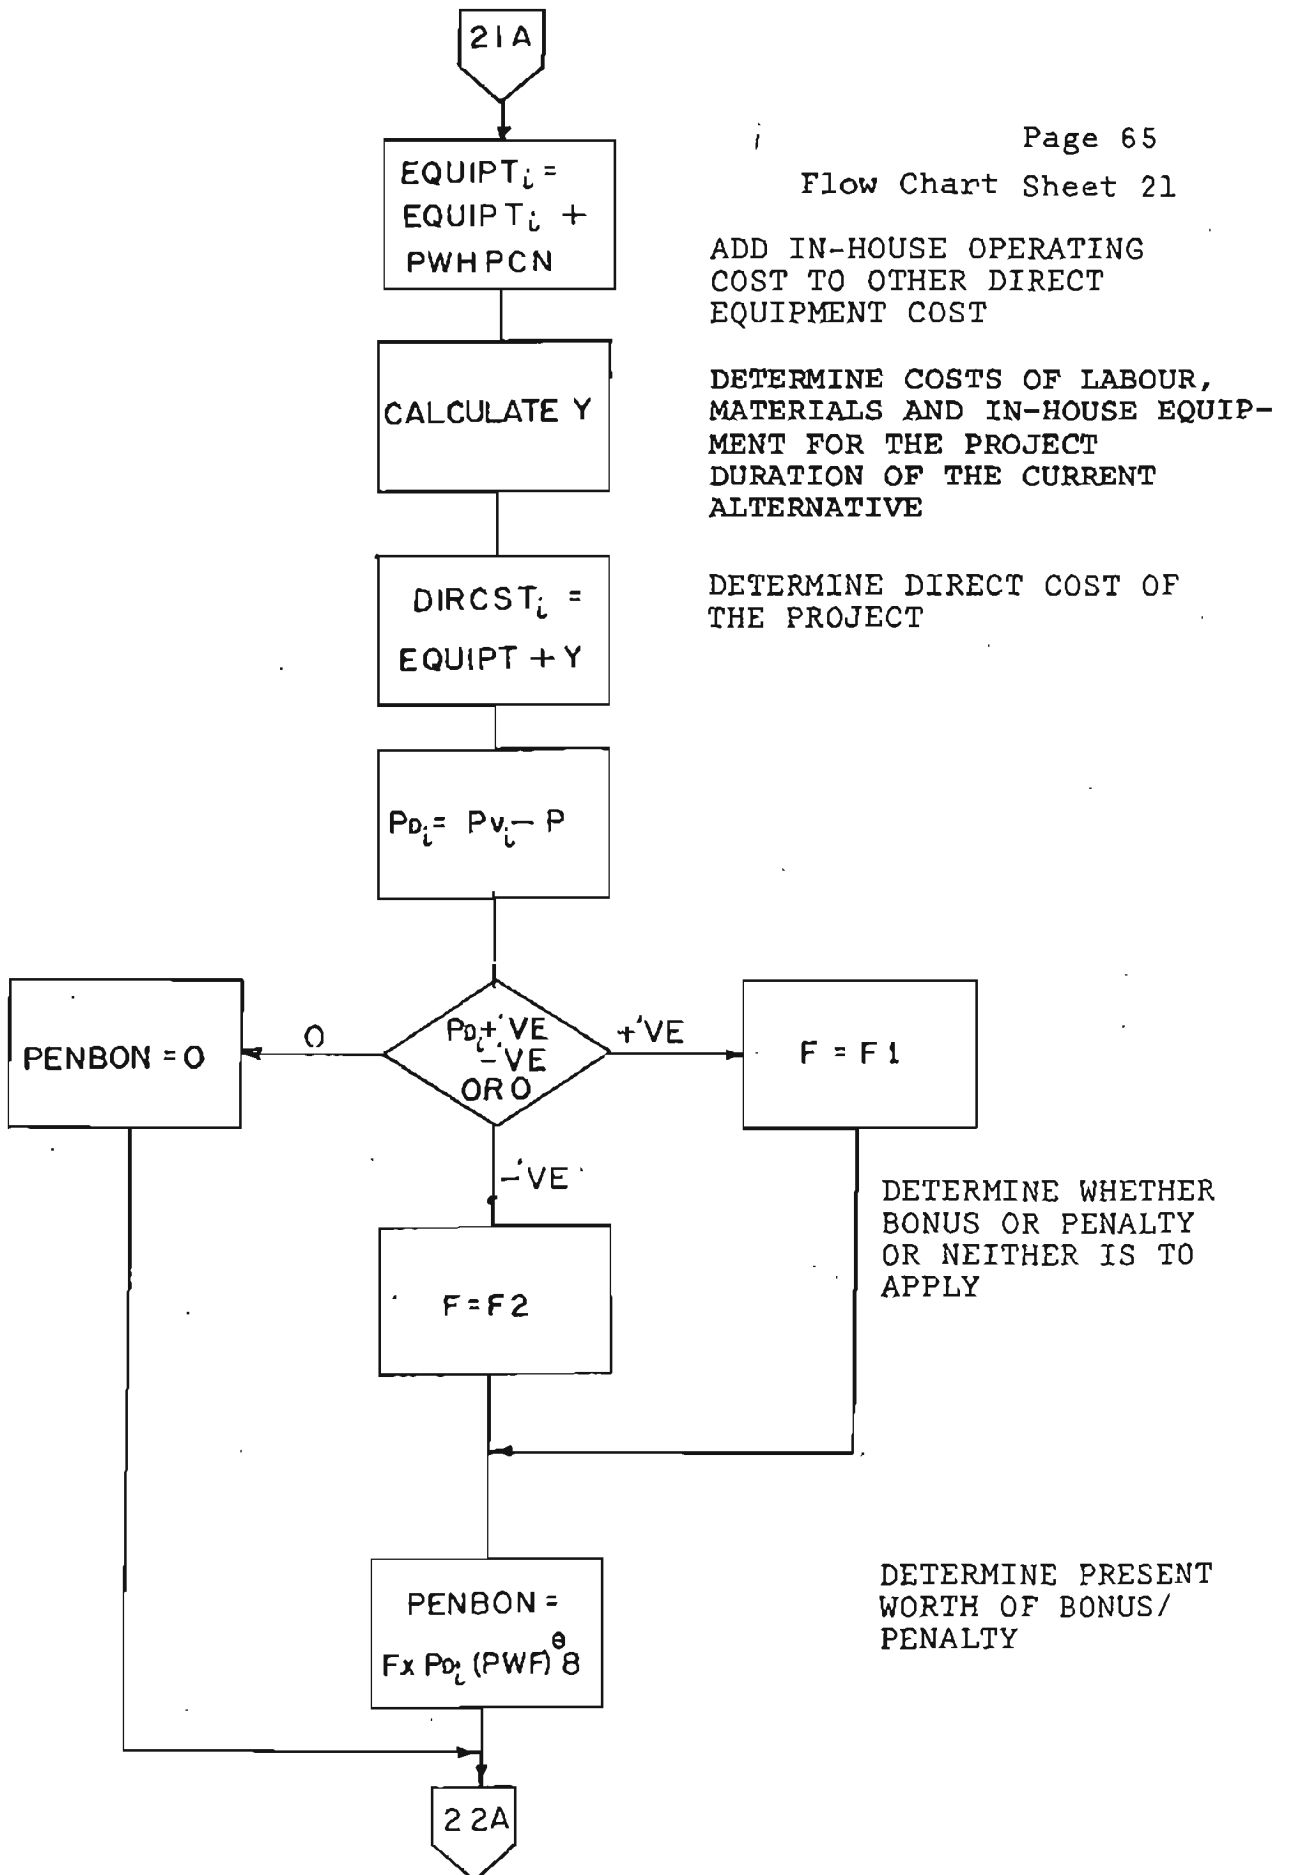 21A
Page 65
Flow Chart Sheet 21
EQUIPTi =
EQUIPTi +
PWHPCN
ADD IN-HOUSE OPERATING
COST TO OTHER DIRECT
EQUIPMENT COST
CALCULATE Y
DETERMINE COSTS OF LABOUR,
MATERIALS AND IN-HOUSE EQUIP-
MENT FOR THE PROJECT
DURATION OF THE CURRENT
ALTERNATIVE
DIRCSTi =
EQUIPT + Y
DETERMINE DIRECT COST OF
THE PROJECT
PDi = PVi - P
PENBON = 0
0
PDi +'VE
-'VE
OR 0
+'VE
F = F1
-'VE
DETERMINE WHETHER
BONUS OR PENALTY
OR NEITHER IS TO
APPLY
F = F2
PENBON =
F x PDi (PWF)^θ8
DETERMINE PRESENT
WORTH OF BONUS/
PENALTY
22A